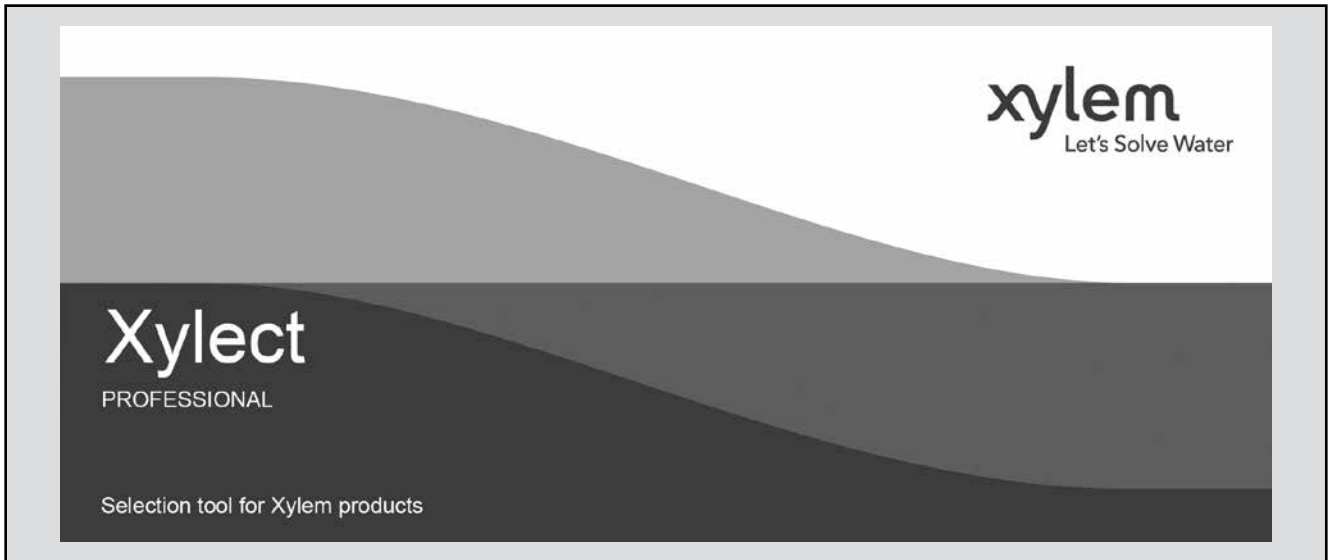 xylem
Let's Solve Water
Xylect
PROFESSIONAL
Selection tool for Xylem products